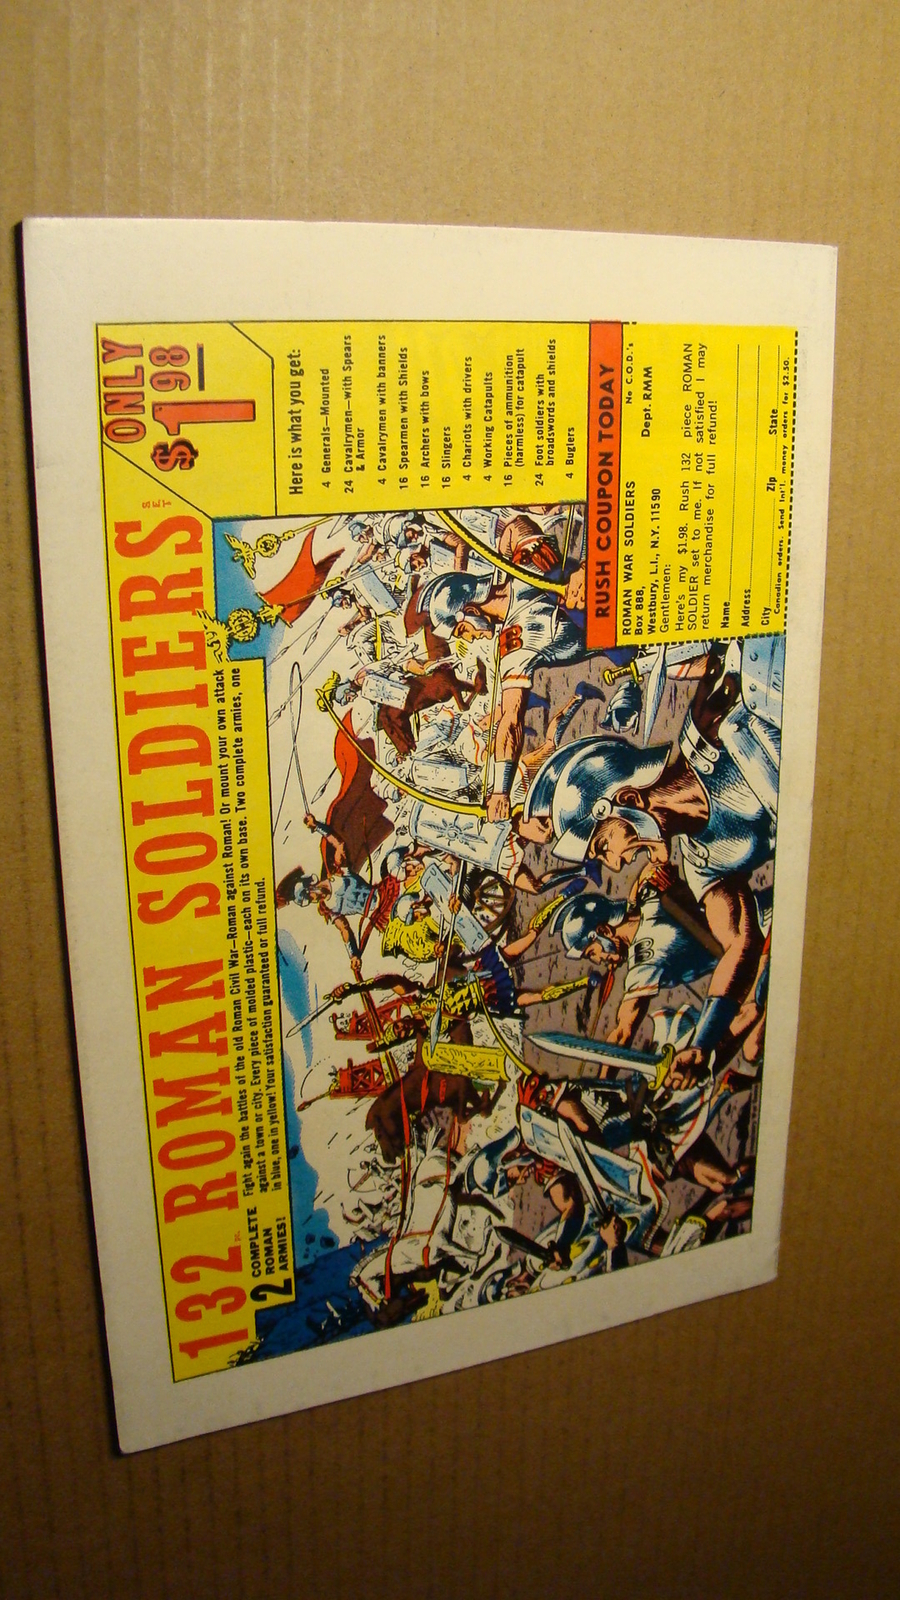 132 PC. ROMAN SOLDIERS SET
ONLY
$1.98
2 COMPLETE
ROMAN
ARMIES!
Fight again the battles of the old Roman Civil War—Roman against Roman! Or mount your own attack
against a town or city. Every piece of molded plastic—each on its own base. Two complete armies, one
in blue, one in yellow! Your satisfaction guaranteed or full refund.
Here is what you get:
4 Generals—Mounted
24 Cavalrymen—with Spears
& Armor
4 Cavalrymen with banners
16 Spearmen with Shields
16 Archers with bows
16 Slingers
4 Chariots with drivers
4 Working Catapults
16 Pieces of ammunition
(harmless) for catapult
24 Foot soldiers with
broadswords and shields
4 Buglers
RUSH COUPON TODAY
ROMAN WAR SOLDIERS No C.O.D.'s
Box 888, Dept. RMM
Westbury, L.I., N.Y. 11590
Gentlemen:
Here's my $1.98. Rush 132 piece ROMAN
SOLDIER set to me. If not satisfied I may
return merchandise for full refund!
Name
Address
City Zip State
Canadian orders. Send Int'l. money orders for $2.50.